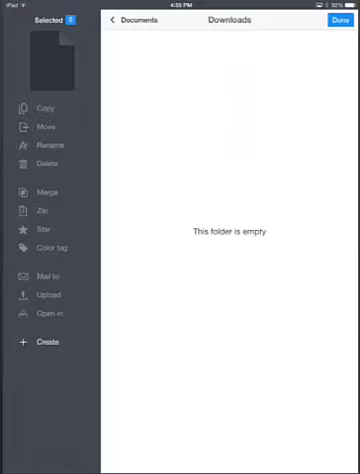 iPad
4:55 PM
92%
Selected 0
Documents
Downloads
Done
Copy
Move
Rename
Delete
Merge
Zip
Star
Color tag
Mail to
Upload
Open in
Create
This folder is empty